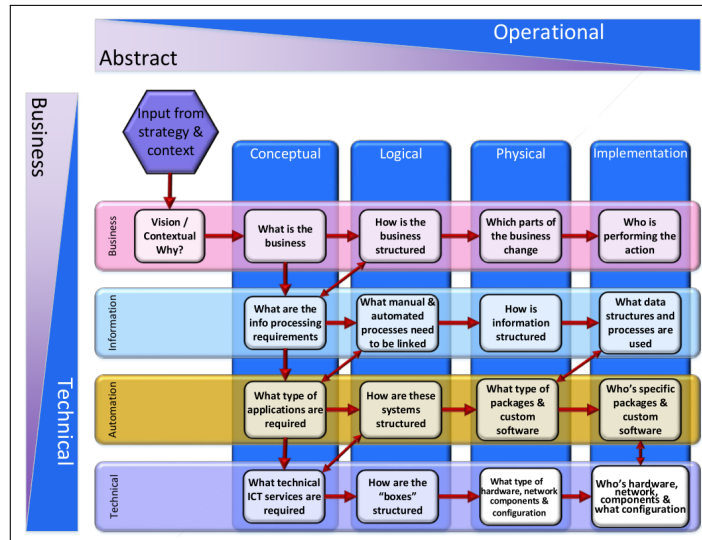 Operational
Abstract
Business
Technical
Input from
strategy &
context
Conceptual
Logical
Physical
Implementation
Business
Vision /
Contextual
Why?
What is the
business
How is the
business
structured
Which parts
of the business
change
Who is
performing the
action
Information
What are the
info processing
requirements
What manual &
automated
processes need
to be linked
How is
information
structured
What data
structures and
processes are
used
Automation
What type of
applications are
required
How are these
systems
structured
What type of
packages &
custom
software
Who's specific
packages &
custom
software
Technical
What technical
ICT services are
required
How are the
"boxes"
structured
What type of
hardware, network
components &
configuration
Who's hardware,
network,
components &
what configuration